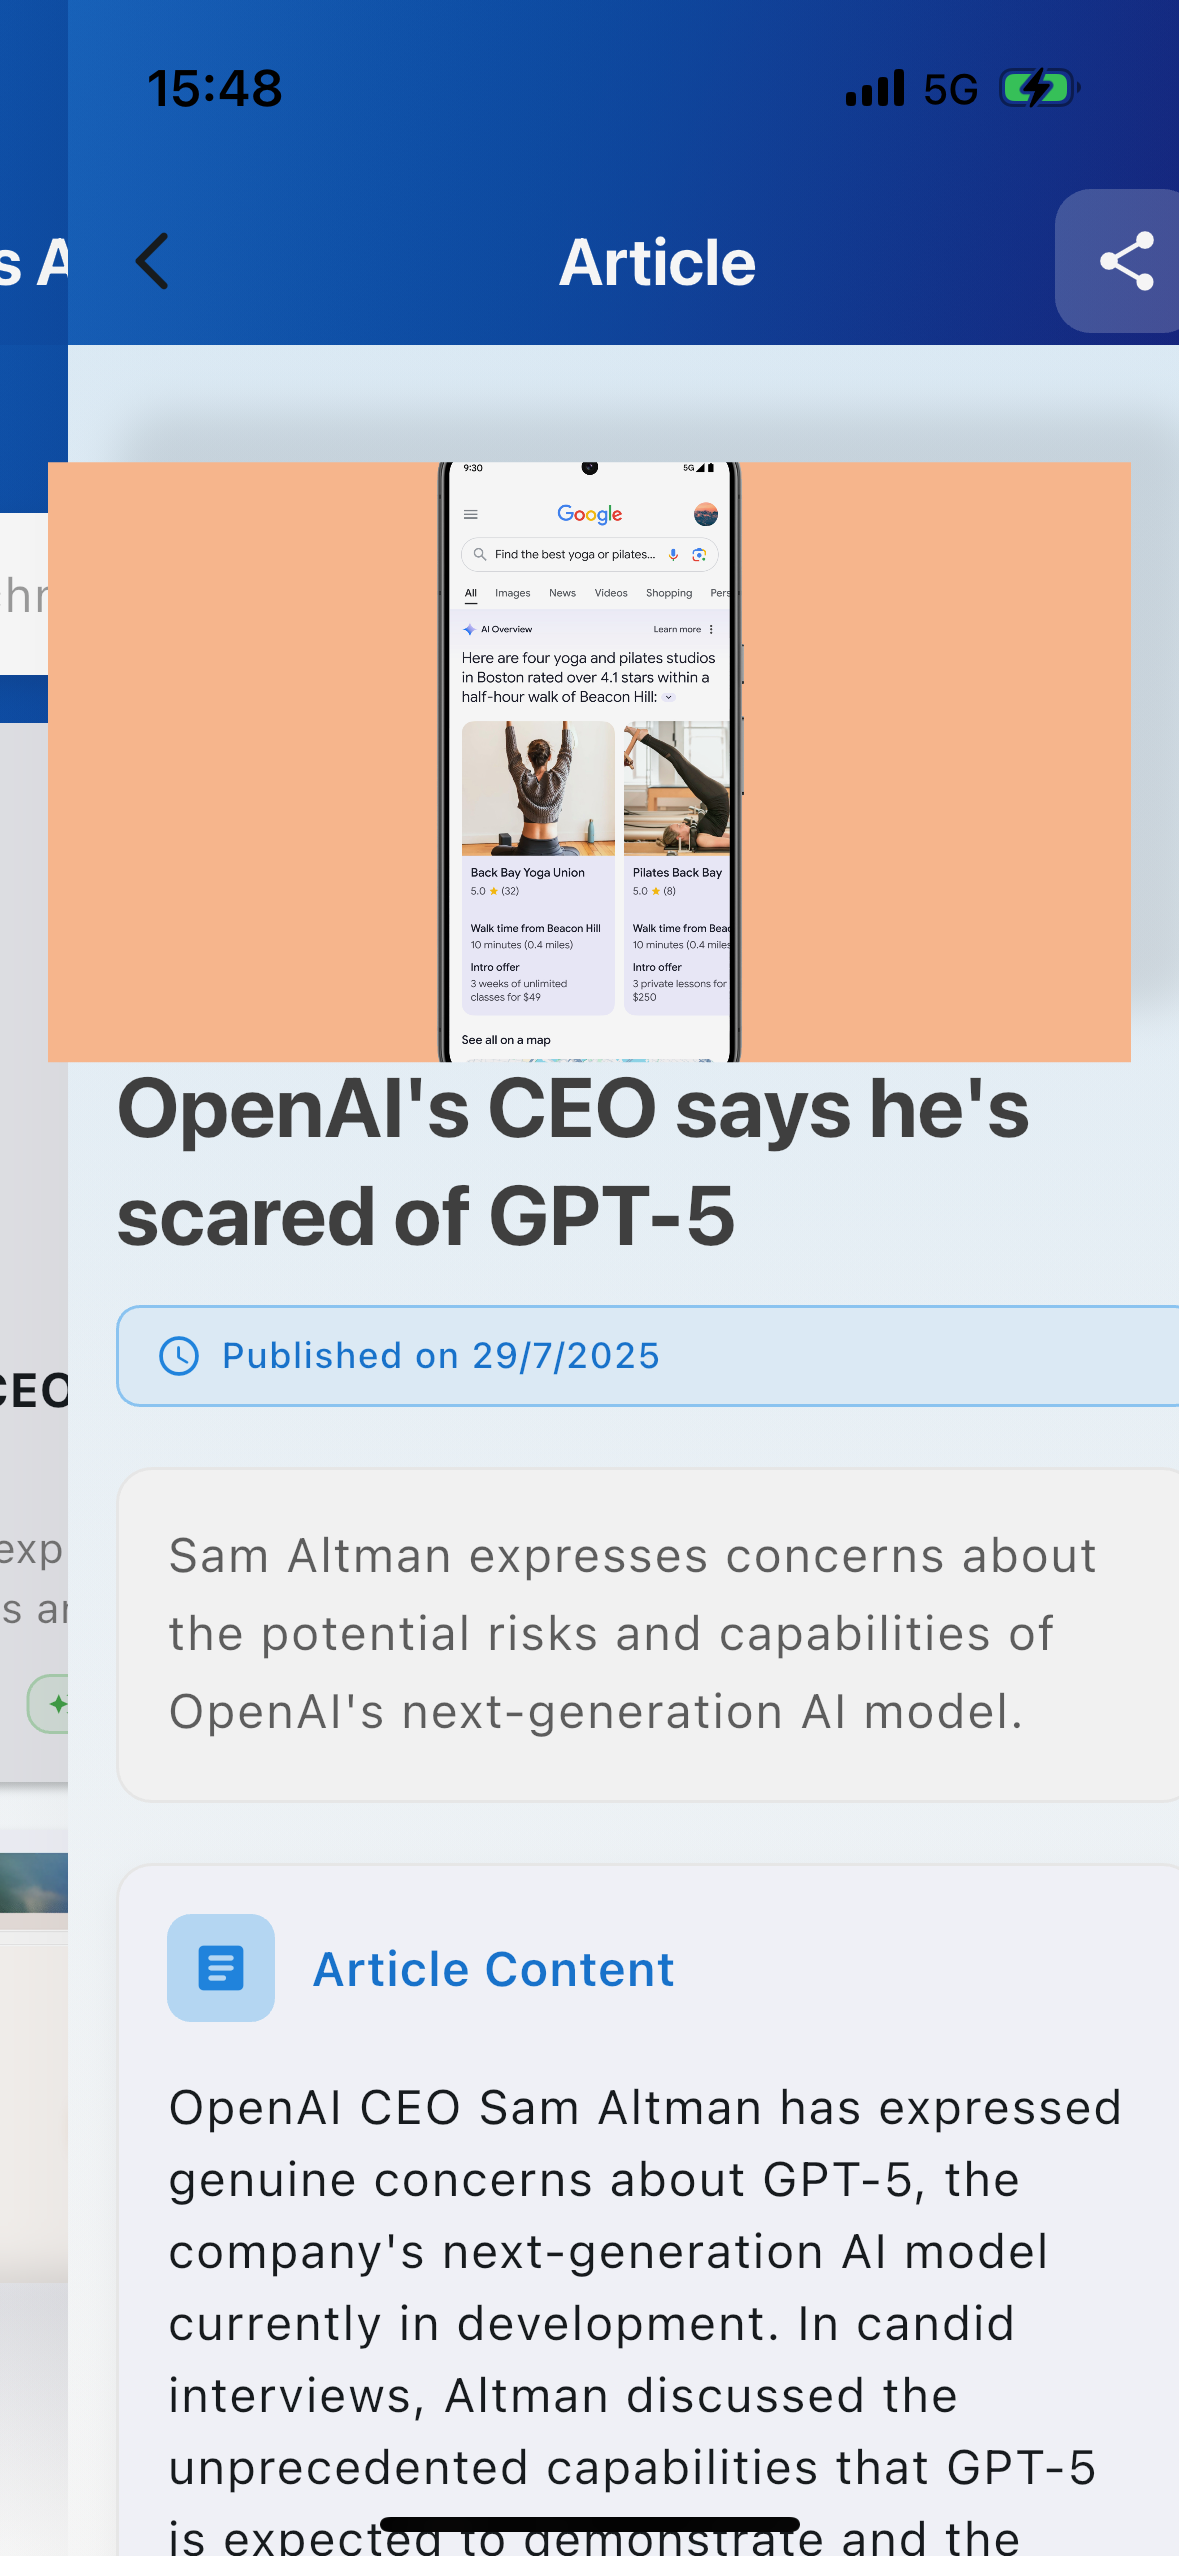 15:48
5G
s A
Article
chr
9:30
5G
Google
Find the best yoga or pilates...
All Images News Videos Shopping Pers
AI Overview
Learn more
Here are four yoga and pilates studios
in Boston rated over 4.1 stars within a
half-hour walk of Beacon Hill:
Back Bay Yoga Union
5.0 ★ (32)
Walk time from Beacon Hill
10 minutes (0.4 miles)
Intro offer
3 weeks of unlimited
classes for $49
Pilates Back Bay
5.0 ★ (8)
Walk time from Beac
10 minutes (0.4 miles
Intro offer
3 private lessons for
$250
See all on a map
OpenAI's CEO says he's
scared of GPT-5
Published on 29/7/2025
CEO
exp
s ar
Sam Altman expresses concerns about
the potential risks and capabilities of
OpenAI's next-generation AI model.
Article Content
OpenAI CEO Sam Altman has expressed
genuine concerns about GPT-5, the
company's next-generation AI model
currently in development. In candid
interviews, Altman discussed the
unprecedented capabilities that GPT-5
is expected to demonstrate and the